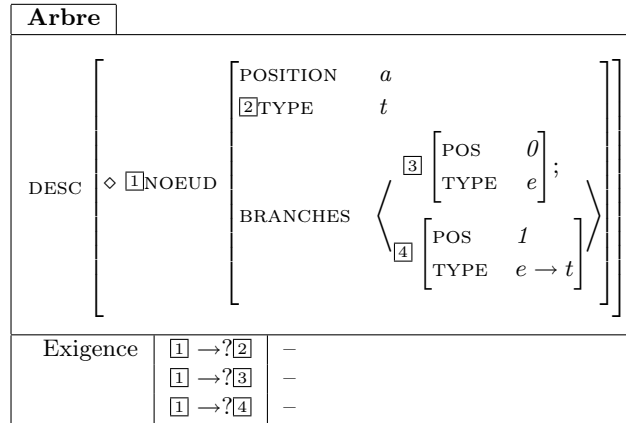 Arbre
POSITION a
2 TYPE t
3 POS 0 ;
DESC ⋄ 1 NOEUD TYPE e
BRANCHES
4 POS 1
TYPE e → t
Exigence 1 →? 2 –
1 →? 3 –
1 →? 4 –